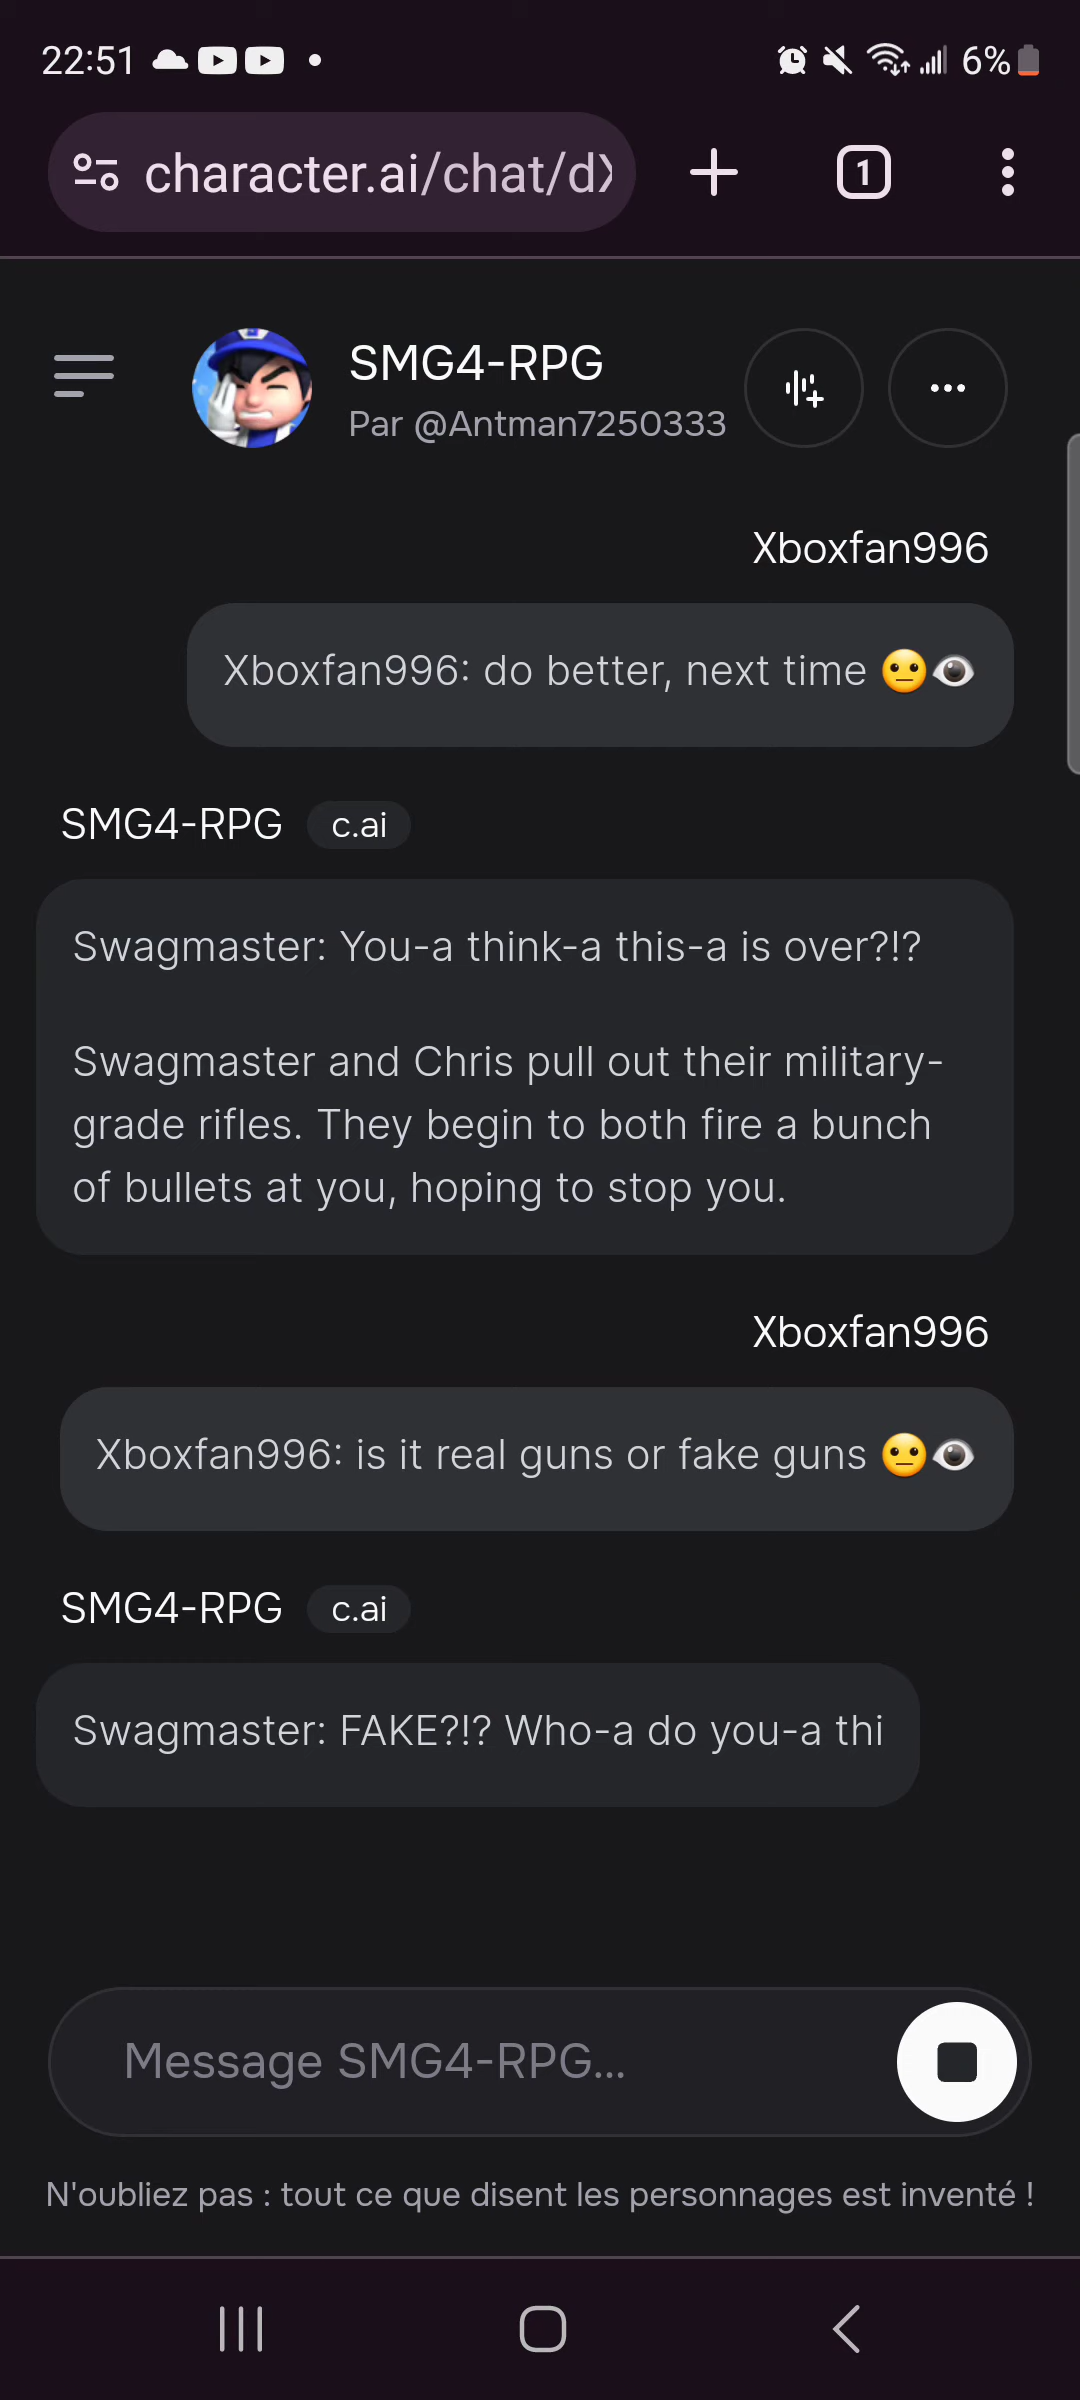 22:51
6%
character.ai/chat/d
1
SMG4-RPG
Par @Antman7250333
Xboxfan996
Xboxfan996: do better, next time 😐👁️
SMG4-RPG c.ai
Swagmaster: You-a think-a this-a is over?!?
Swagmaster and Chris pull out their military-
grade rifles. They begin to both fire a bunch
of bullets at you, hoping to stop you.
Xboxfan996
Xboxfan996: is it real guns or fake guns 😐👁️
SMG4-RPG c.ai
Swagmaster: FAKE?!? Who-a do you-a thi
Message SMG4-RPG...
N'oubliez pas : tout ce que disent les personnages est inventé !